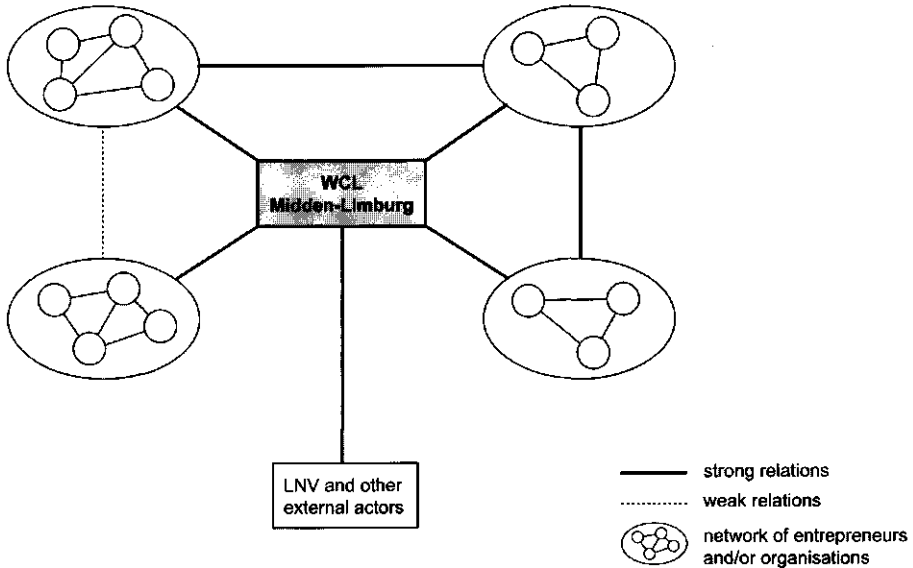 WCL
Midden-Limburg
LNV and other
external actors
strong relations
weak relations
network of entrepreneurs
and/or organisations